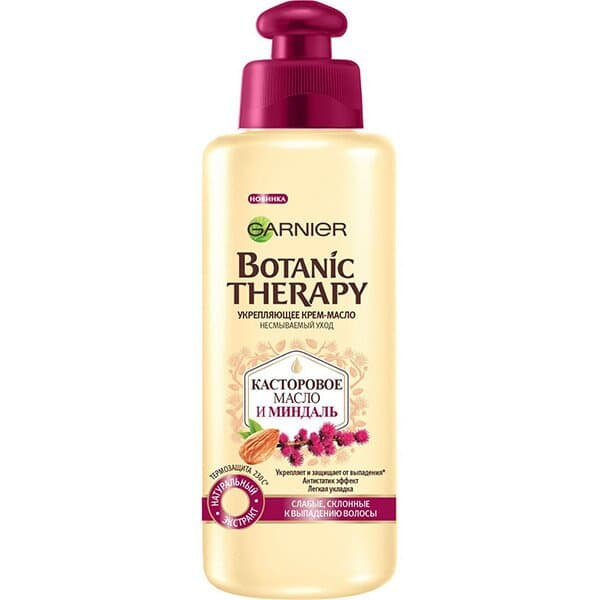 НОВИНКА
GARNIER
BOTANIC
THERAPY
УКРЕПЛЯЮЩЕЕ КРЕМ-МАСЛО
НЕСМЫВАЕМЫЙ УХОД
КАСТОРОВОЕ
МАСЛО
И МИНДАЛЬ
Укрепляет и защищает от выпадения*
Антистатик эффект
Легкая укладка
ТЕРМОЗАЩИТА 230 С°
НАТУРАЛЬНЫЙ
ЭКСТРАКТ
СЛАБЫЕ, СКЛОННЫЕ
К ВЫПАДЕНИЮ ВОЛОСЫ